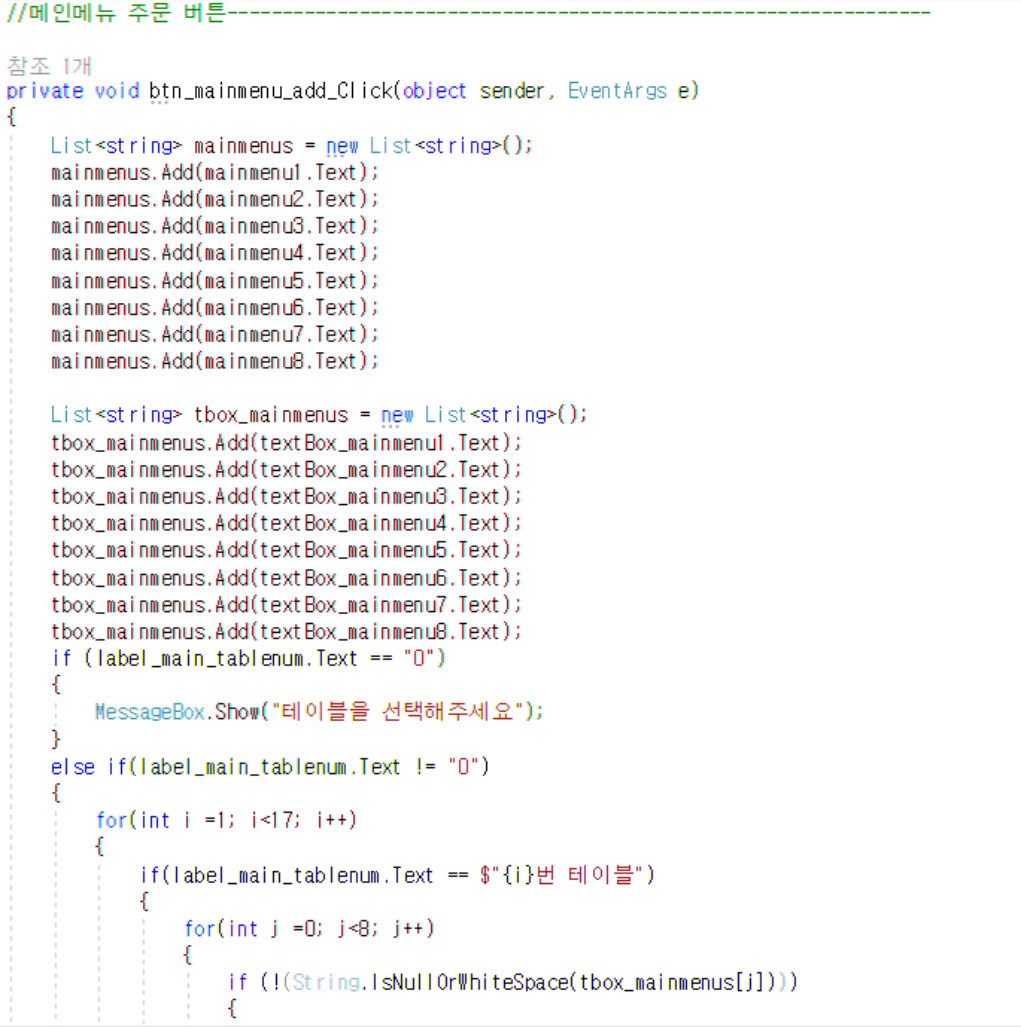 //메인메뉴 주문 버튼----------------------------------------------------------------
참조 1개
private void btn_mainmenu_add_Click(object sender, EventArgs e)
{
List<string> mainmenus = new List<string>();
mainmenus.Add(mainmenu1.Text);
mainmenus.Add(mainmenu2.Text);
mainmenus.Add(mainmenu3.Text);
mainmenus.Add(mainmenu4.Text);
mainmenus.Add(mainmenu5.Text);
mainmenus.Add(mainmenu6.Text);
mainmenus.Add(mainmenu7.Text);
mainmenus.Add(mainmenu8.Text);
List<string> tbox_mainmenus = new List<string>();
tbox_mainmenus.Add(textBox_mainmenu1.Text);
tbox_mainmenus.Add(textBox_mainmenu2.Text);
tbox_mainmenus.Add(textBox_mainmenu3.Text);
tbox_mainmenus.Add(textBox_mainmenu4.Text);
tbox_mainmenus.Add(textBox_mainmenu5.Text);
tbox_mainmenus.Add(textBox_mainmenu6.Text);
tbox_mainmenus.Add(textBox_mainmenu7.Text);
tbox_mainmenus.Add(textBox_mainmenu8.Text);
if (label_main_tablenum.Text == "0")
{
MessageBox.Show("테이블을 선택해주세요");
}
else if(label_main_tablenum.Text != "0")
{
for(int i =1; i<17; i++)
{
if(label_main_tablenum.Text == $"{i}번 테이블")
{
for(int j =0; j<8; j++)
{
if (!(String.IsNullOrWhiteSpace(tbox_mainmenus[j])))
{